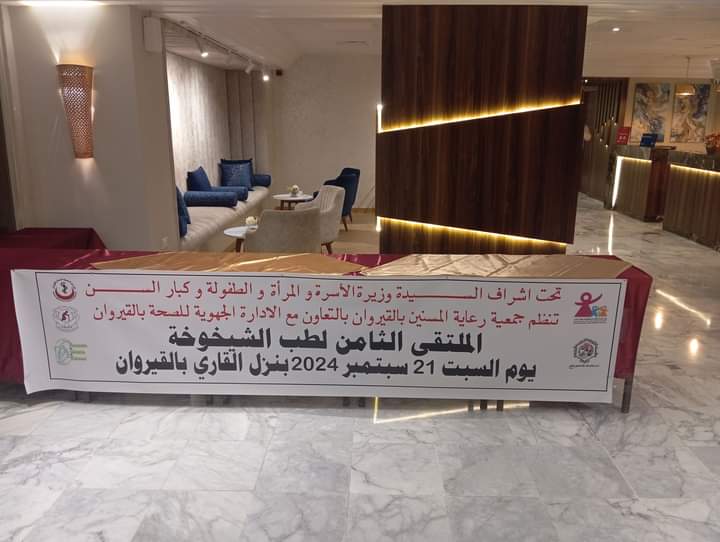 تحت اشراف السيدة وزيرة الأسرة و المرأة و الطفولة و كبار السن
تنظم جمعية رعاية المسنين بالقيروان بالتعاون مع الادارة الجهوية للصحة بالقيروان
الملتقى الثامن لطب الشيخوخة
يوم السبت 21 سبتمبر 2024 بنزل القاري بالقيروان